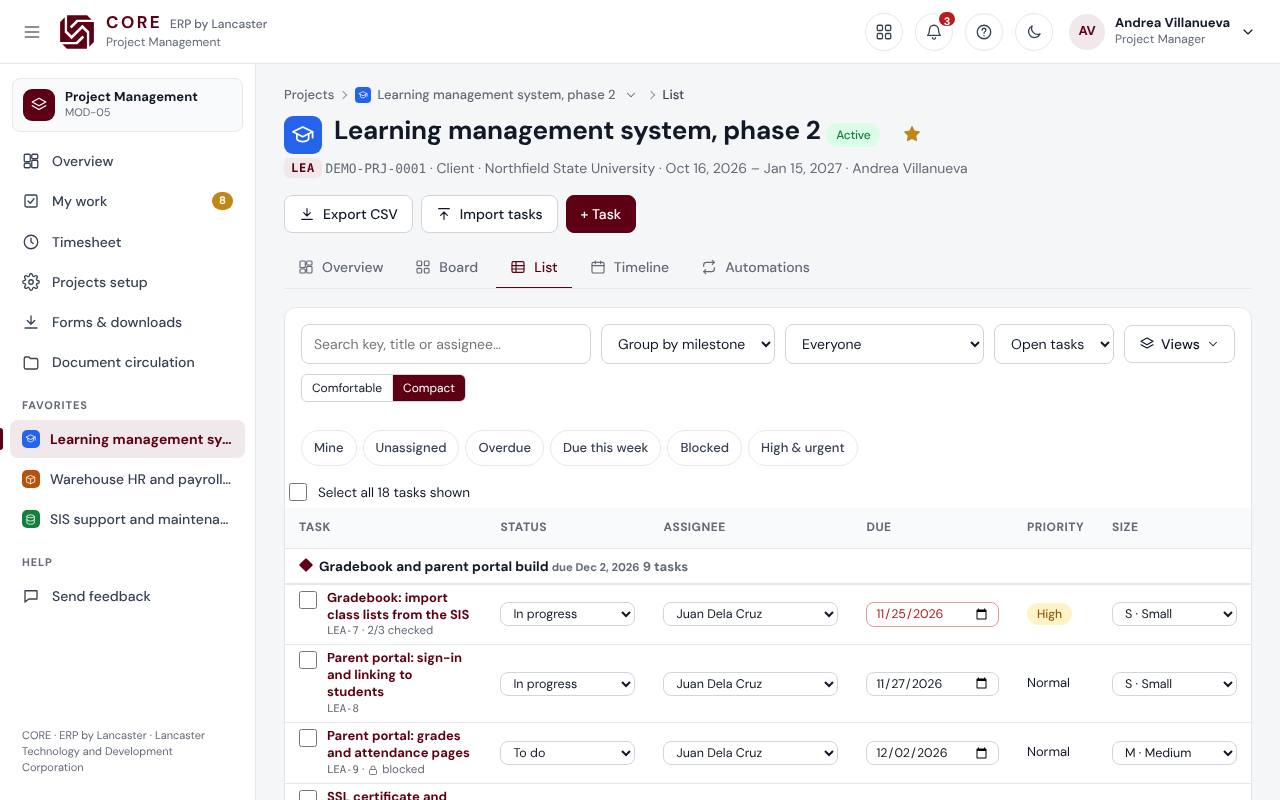 CORE ERP by Lancaster
Project Management
3
AV
Andrea Villanueva
Project Manager
Project Management
MOD-05
Overview
My work 8
Timesheet
Projects setup
Forms & downloads
Document circulation
FAVORITES
Learning management sy...
Warehouse HR and payroll...
SIS support and maintena...
HELP
Send feedback
CORE · ERP by Lancaster · Lancaster
Technology and Development
Corporation
Projects Learning management system, phase 2 List
Learning management system, phase 2 Active
LEA DEMO-PRJ-0001 · Client · Northfield State University · Oct 16, 2026 – Jan 15, 2027 · Andrea Villanueva
Export CSV Import tasks + Task
Overview Board List Timeline Automations
Search key, title or assignee... Group by milestone Everyone Open tasks Views
Comfortable Compact
Mine Unassigned Overdue Due this week Blocked High & urgent
Select all 18 tasks shown
TASK STATUS ASSIGNEE DUE PRIORITY SIZE
Gradebook and parent portal build due Dec 2, 2026 9 tasks
Gradebook: import
class lists from the SIS
LEA-7 · 2/3 checked
In progress Juan Dela Cruz 11/25/2026 High S · Small
Parent portal: sign-in
and linking to
students
LEA-8
In progress Juan Dela Cruz 11/27/2026 Normal S · Small
Parent portal: grades
and attendance pages
LEA-9 · blocked
To do Juan Dela Cruz 12/02/2026 Normal M · Medium
SSL certificate and